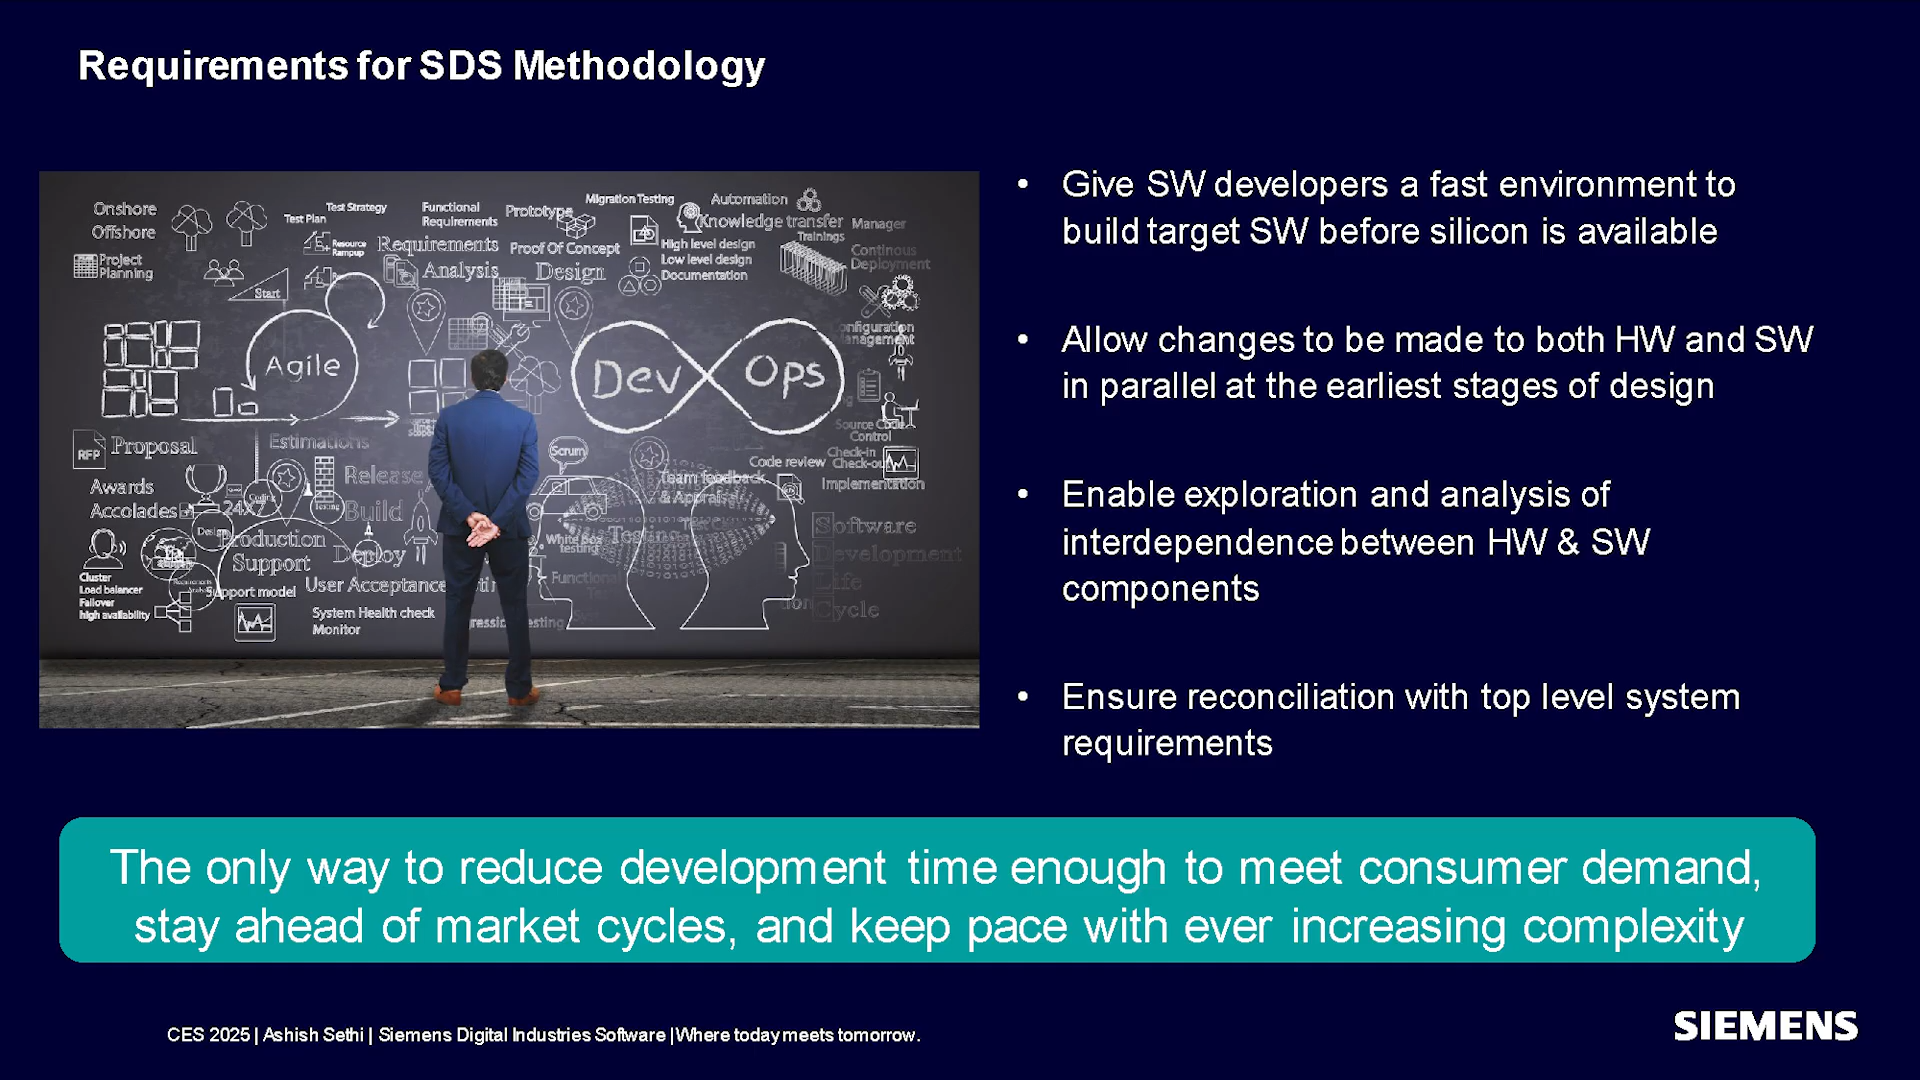 Requirements for SDS Methodology
Onshore
Offshore
Test Strategy
Test Plan
Functional
Requirements
Prototype
Migration Testing
Automation
Knowledge transfer
Manager
Trainings
Project
Planning
Resource
Rampup
Requirements
Analysis
Proof Of Concept
Design
High level design
Low level design
Documentation
Continous
Deployment
Start
Agile
Dev
Ops
RFP
Proposal
Estimations
Scrum
Source Code
Control
Code review
Check-in
Check-out
Implementation
Awards
Accolades
24X7
Coding
Testing
Design
Release
Build
Team feedback
& Appraisal
Production
Support
Deploy
White Box
testing
Testing
Software
Development
Life
Cycle
Cluster
Load balancer
Failover
high availability
Support model
User Acceptance
System Health check
Monitor
• Give SW developers a fast environment to
build target SW before silicon is available
• Allow changes to be made to both HW and SW
in parallel at the earliest stages of design
• Enable exploration and analysis of
interdependence between HW & SW
components
• Ensure reconciliation with top level system
requirements
The only way to reduce development time enough to meet consumer demand,
stay ahead of market cycles, and keep pace with ever increasing complexity
CES 2025 | Ashish Sethi | Siemens Digital Industries Software | Where today meets tomorrow.
SIEMENS